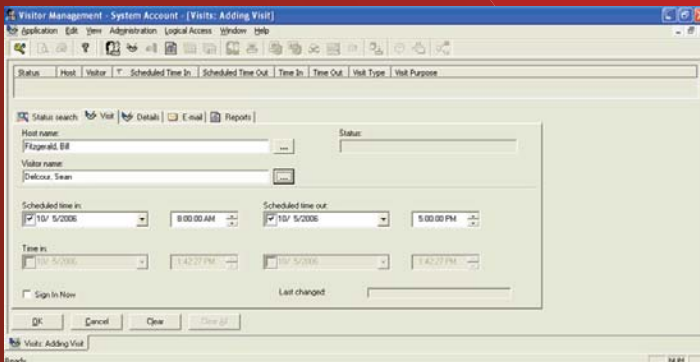 Visitor Management - System Account - [Visits: Adding Visit]
Application Edit View Administration Logical Access Window Help
Status Host Visitor Scheduled Time In Scheduled Time Out Time In Time Out Visit Type Visit Purpose
Status search Visit Details E-mail Reports
Host name: Status:
Fitzgerald, Bill ...
Visitor name:
Delcour, Sean ...
Scheduled time in: Scheduled time out:
10/ 5/2006 8:00:00 AM 10/ 5/2006 5:00:00 PM
Time in:
10/ 5/2006 1:42:27 PM 10/ 5/2006 1:42:27 PM
Sign In Now Last changed:
OK Cancel Clear Clear All
Visits: Adding Visit
Ready